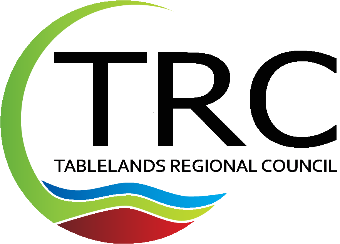 TRC
TABLELANDS REGIONAL COUNCIL